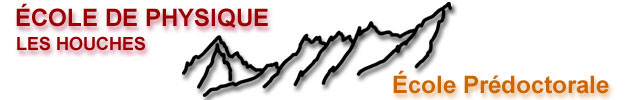 ÉCOLE DE PHYSIQUE
LES HOUCHES
École Prédoctorale